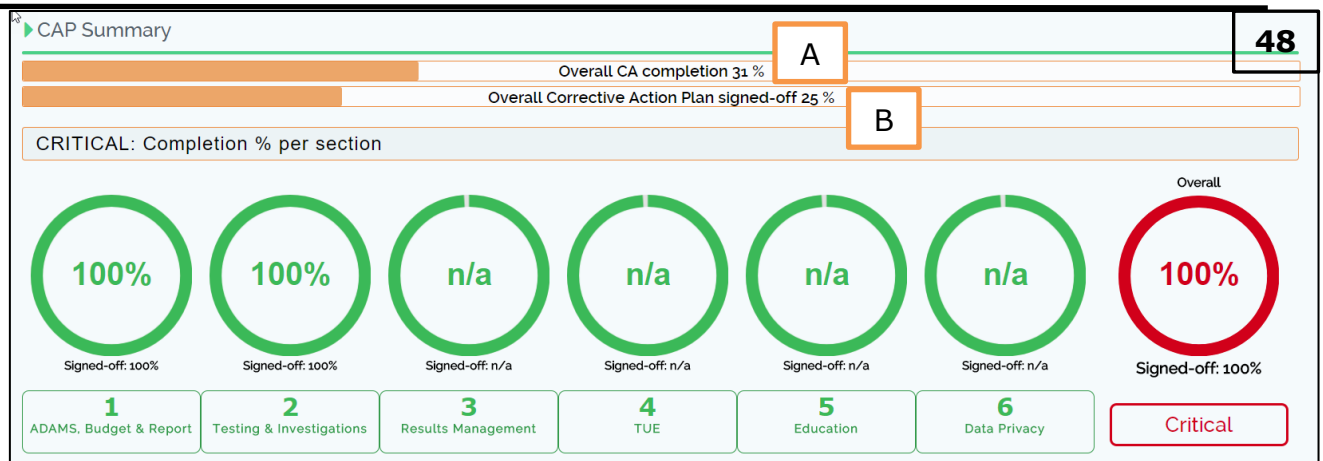 CAP Summary
48
A
Overall CA completion 31 %
Overall Corrective Action Plan signed-off 25 %
B
CRITICAL: Completion % per section
Overall
100%
100%
n/a
n/a
n/a
n/a
100%
Signed-off: 100%
Signed-off: 100%
Signed-off: n/a
Signed-off: n/a
Signed-off: n/a
Signed-off: n/a
Signed-off: 100%
1
ADAMS, Budget & Report
2
Testing & Investigations
3
Results Management
4
TUE
5
Education
6
Data Privacy
Critical